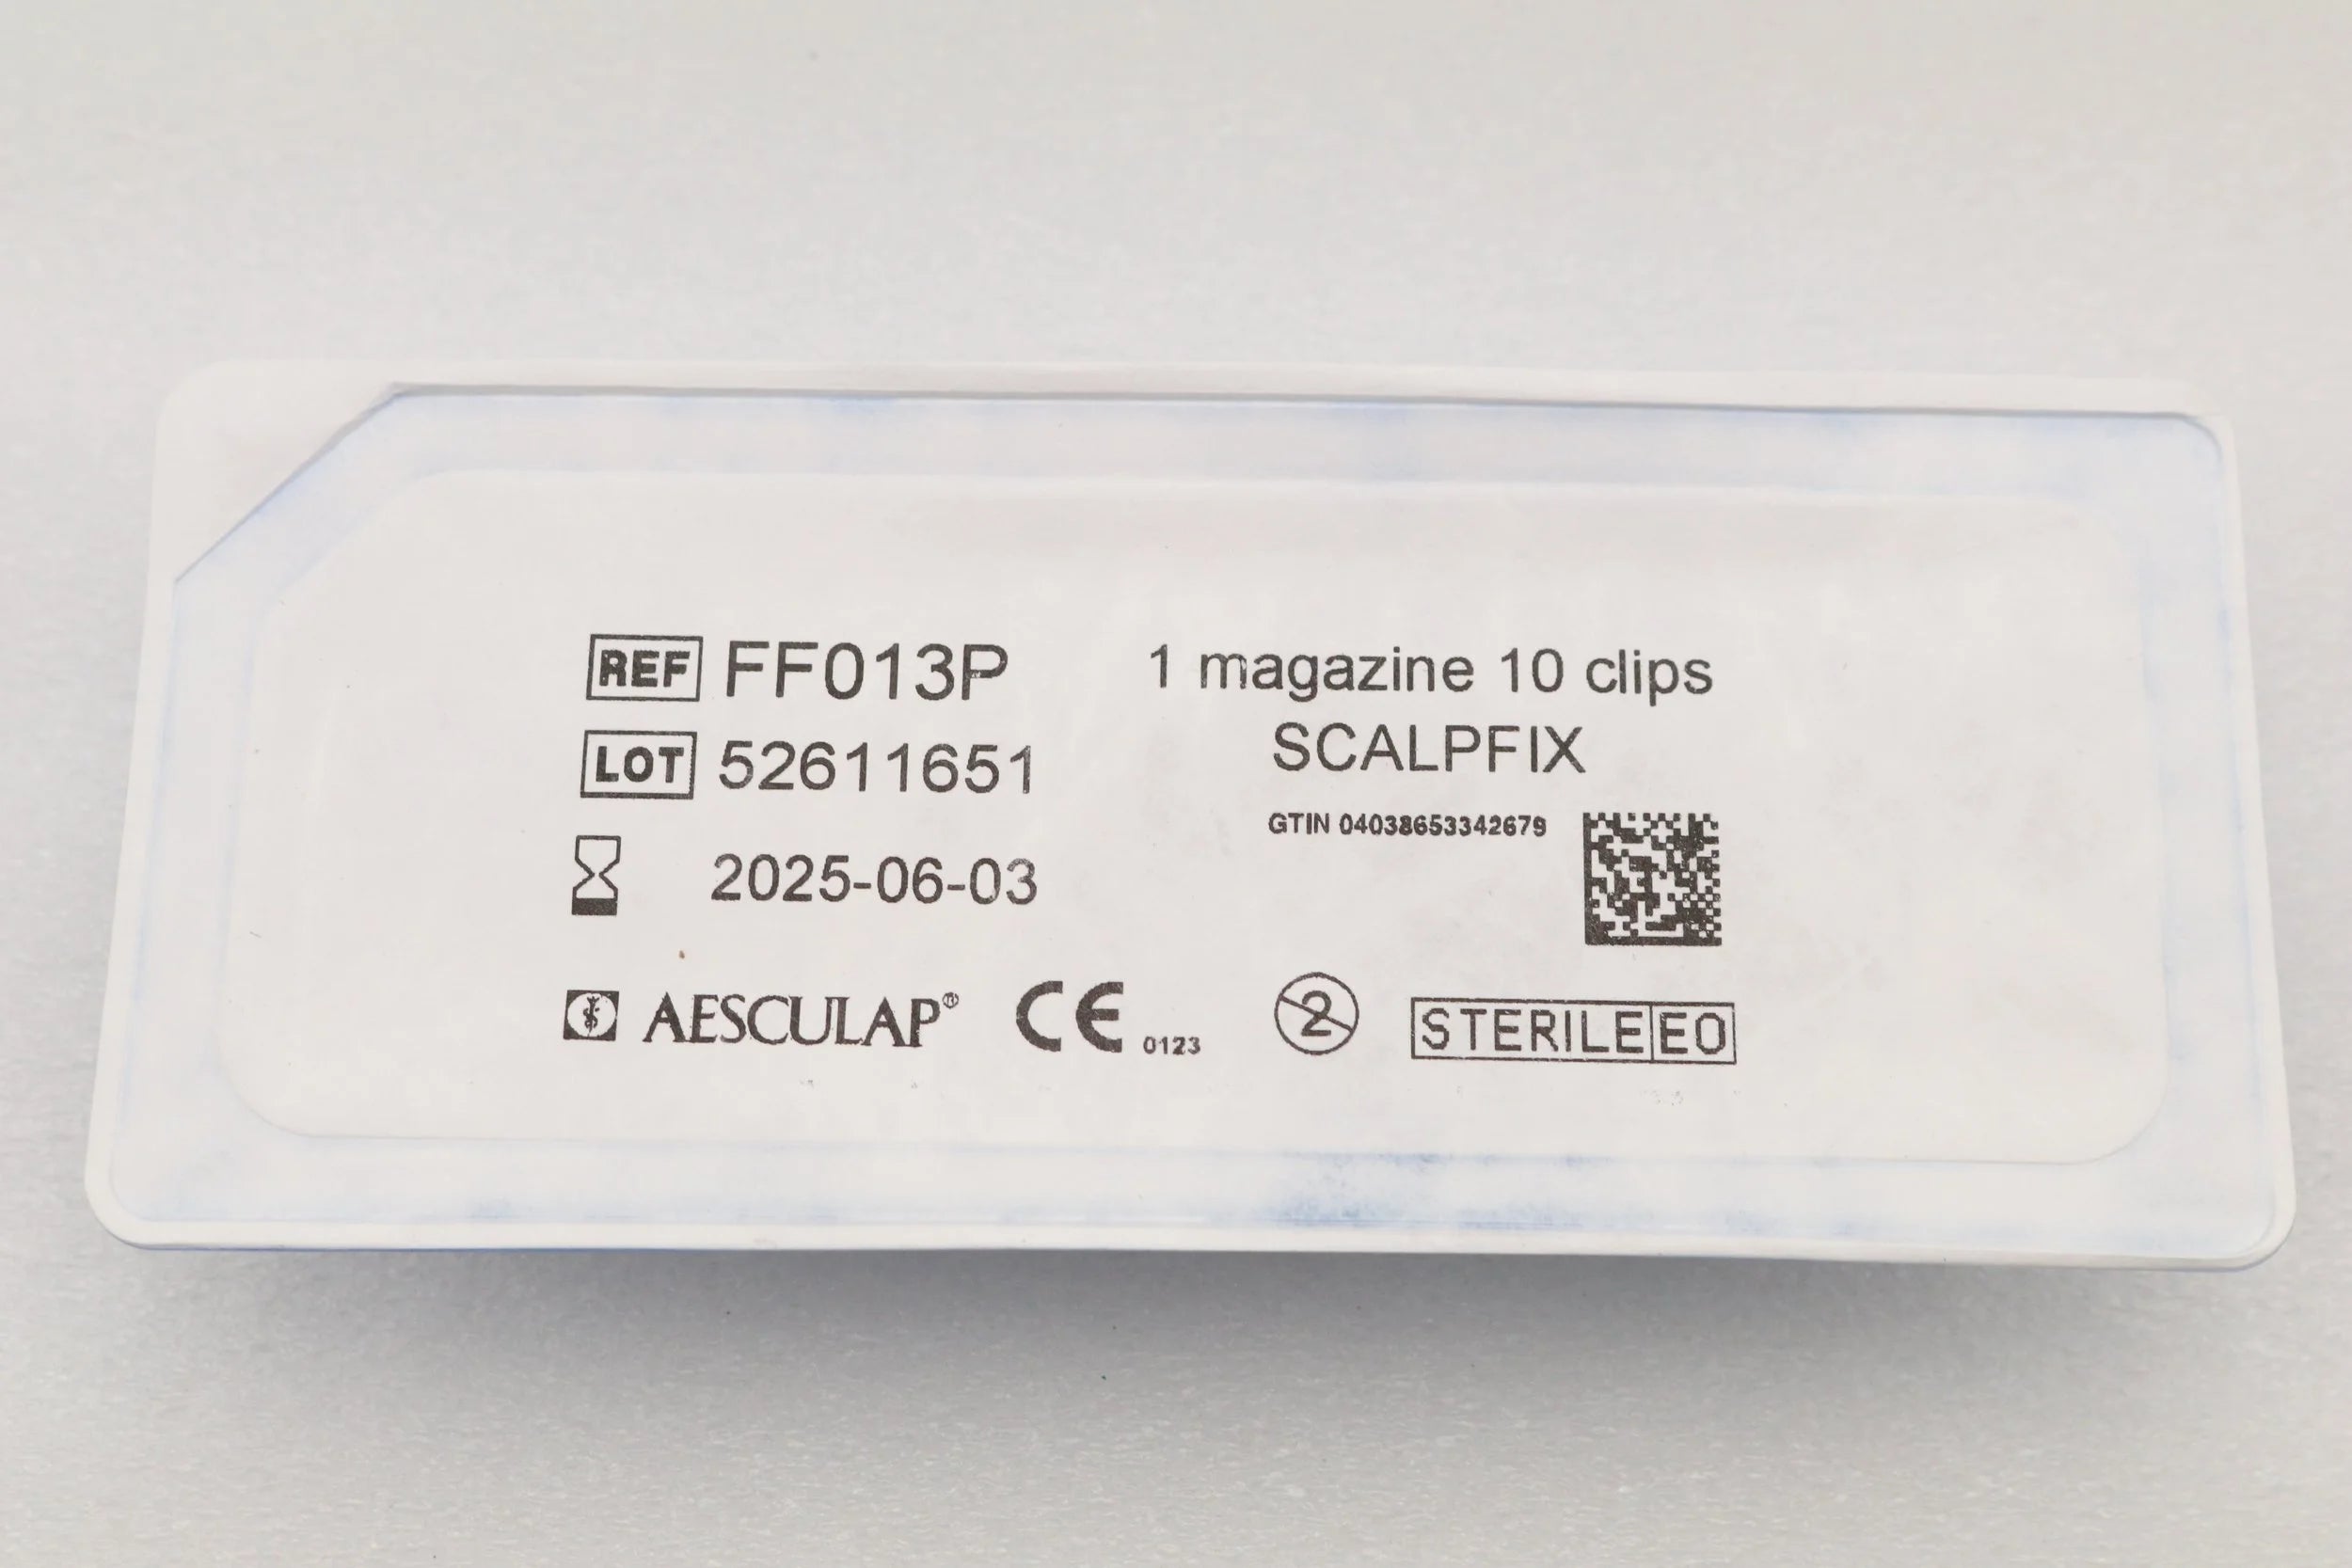 REF FF013P
1 magazine 10 clips
SCALPFIX
LOT 52611651
GTIN 04038653342679
2025-06-03
AESCULAP®
CE 0123
2
STERILE EO